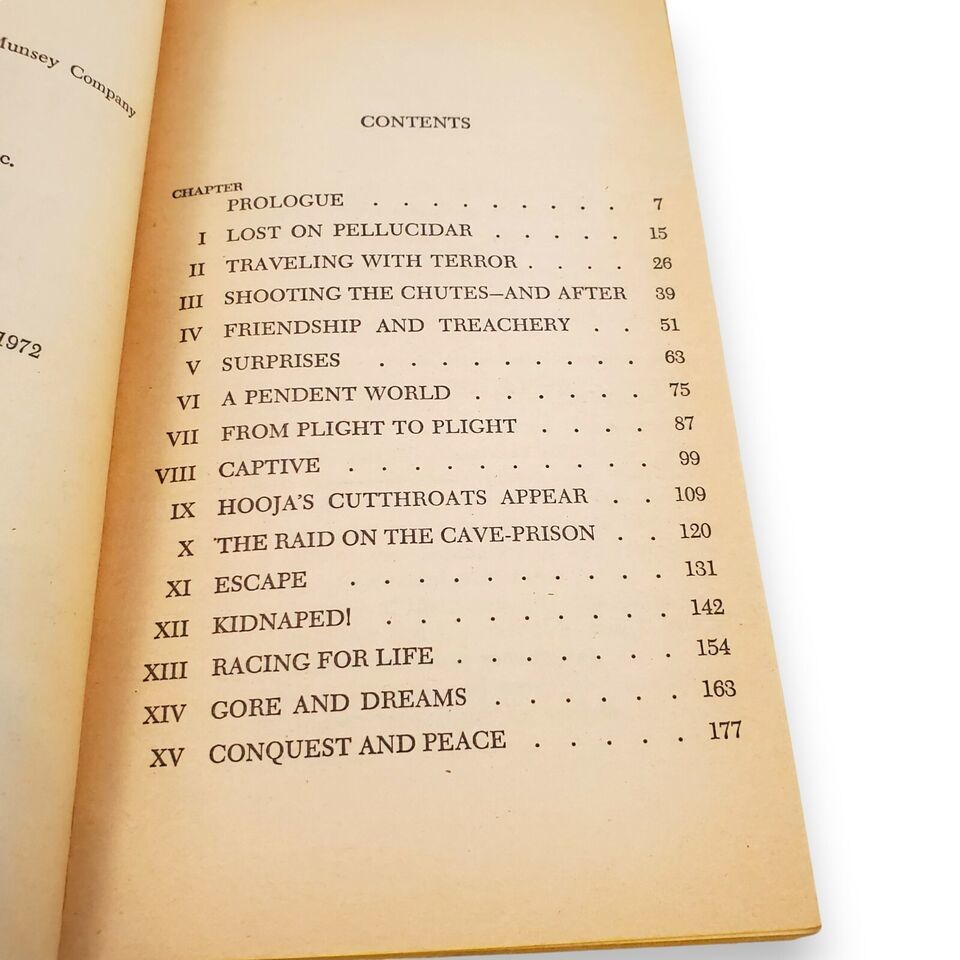 Munsey Company
c.
1972
CONTENTS
CHAPTER
PROLOGUE . . . . . . . . . 7
I LOST ON PELLUCIDAR . . . . . 15
II TRAVELING WITH TERROR . . . . 26
III SHOOTING THE CHUTES—AND AFTER 39
IV FRIENDSHIP AND TREACHERY . . 51
V SURPRISES . . . . . . . . . 63
VI A PENDENT WORLD . . . . . . 75
VII FROM PLIGHT TO PLIGHT . . . . 87
VIII CAPTIVE . . . . . . . . . . 99
IX HOOJA'S CUTTHROATS APPEAR . . 109
X THE RAID ON THE CAVE-PRISON . . 120
XI ESCAPE . . . . . . . . . . 131
XII KIDNAPED! . . . . . . . . . 142
XIII RACING FOR LIFE . . . . . . . 154
XIV GORE AND DREAMS . . . . . . 163
XV CONQUEST AND PEACE . . . . . 177